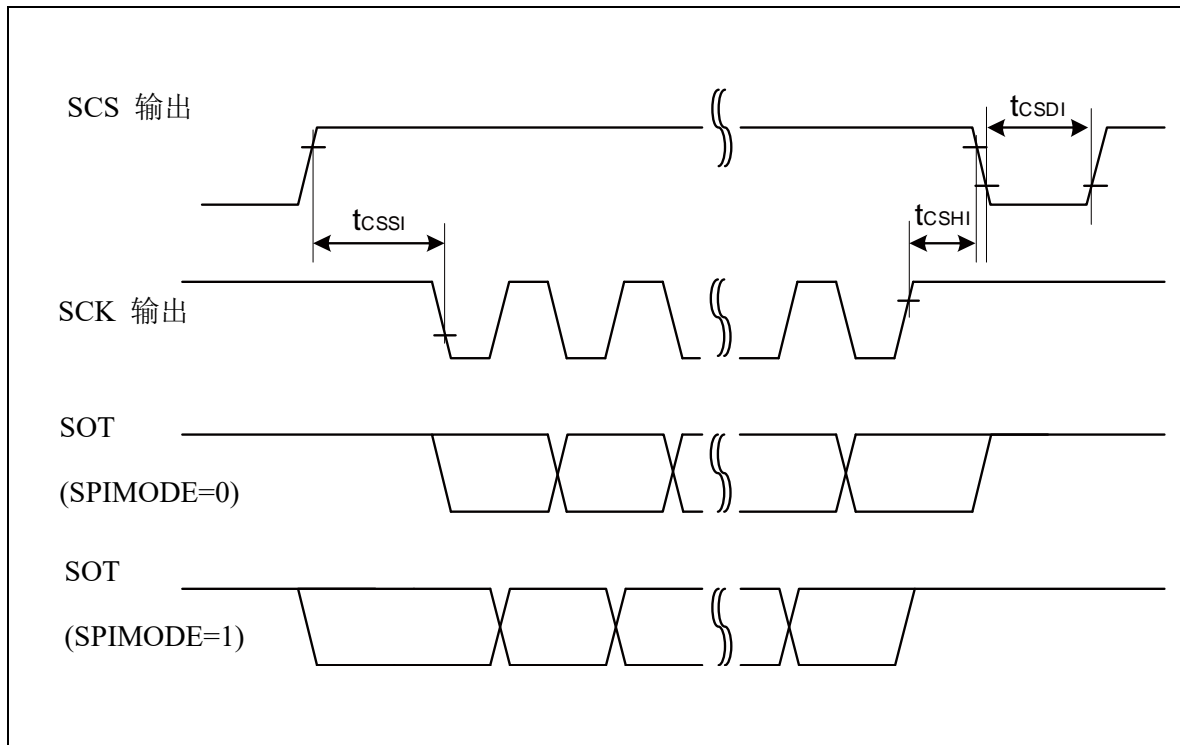 SCS 输出
tCSDI
tCSSI
tCSHI
SCK 输出
SOT
(SPIMODE=0)
SOT
(SPIMODE=1)